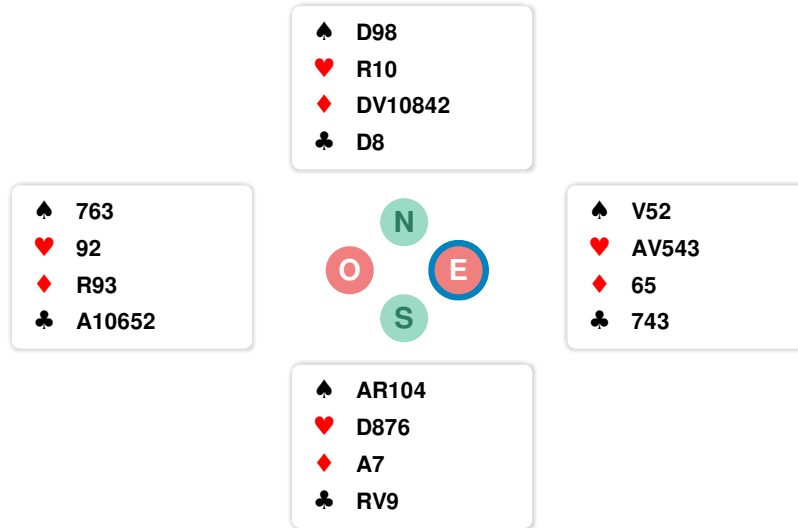 ♠ D98
♥ R10
♦ DV10842
♣ D8
♠ 763
♥ 92
♦ R93
♣ A10652
N
O
E
S
♠ V52
♥ AV543
♦ 65
♣ 743
♠ AR104
♥ D876
♦ A7
♣ RV9